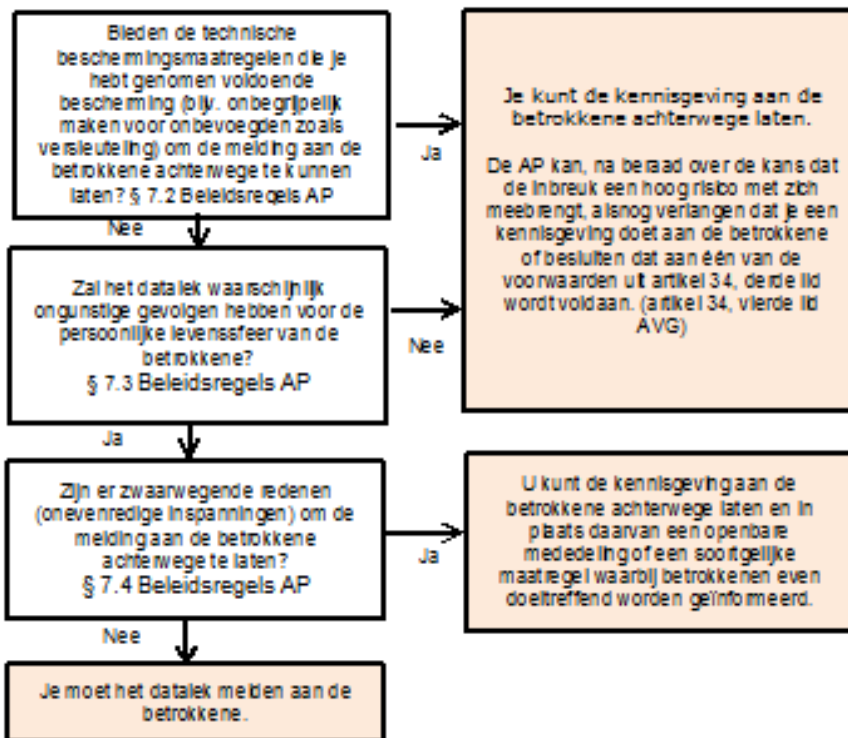 Bieden de technische
beschermingsmaatregelen die je
hebt genomen voldoende
bescherming (bijv. onbegrijpelijk
maken voor onbevoegden zoals
versleuteling) om de melding aan de
betrokkene achterwege te kunnen
laten? § 7.2 Beleidsregels AP
Ja
Je kunt de kennisgeving aan de
betrokkene achterwege laten.
De AP kan, na beraad over de kans dat
de inbreuk een hoog risico met zich
meebrengt, alsnog verlangen dat je een
kennisgeving doet aan de betrokkene
of besluiten dat aan één van de
voorwaarden uit artikel 34, derde lid
wordt voldaan. (artikel 34, vierde lid
AVG)
Nee
Zal het datalek waarschijnlijk
ongunstige gevolgen hebben voor de
persoonlijke levenssfeer van de
betrokkene?
§ 7.3 Beleidsregels AP
Nee
Ja
Zijn er zwaarwegende redenen
(onevenredige inspanningen) om de
melding aan de betrokkene
achterwege te laten?
§ 7.4 Beleidsregels AP
Ja
U kunt de kennisgeving aan de
betrokkene achterwege laten en in
plaats daarvan een openbare
mededeling of een soortgelijke
maatregel waarbij betrokkenen even
doeltreffend worden geïnformeerd.
Nee
Je moet het datalek melden aan de
betrokkene.